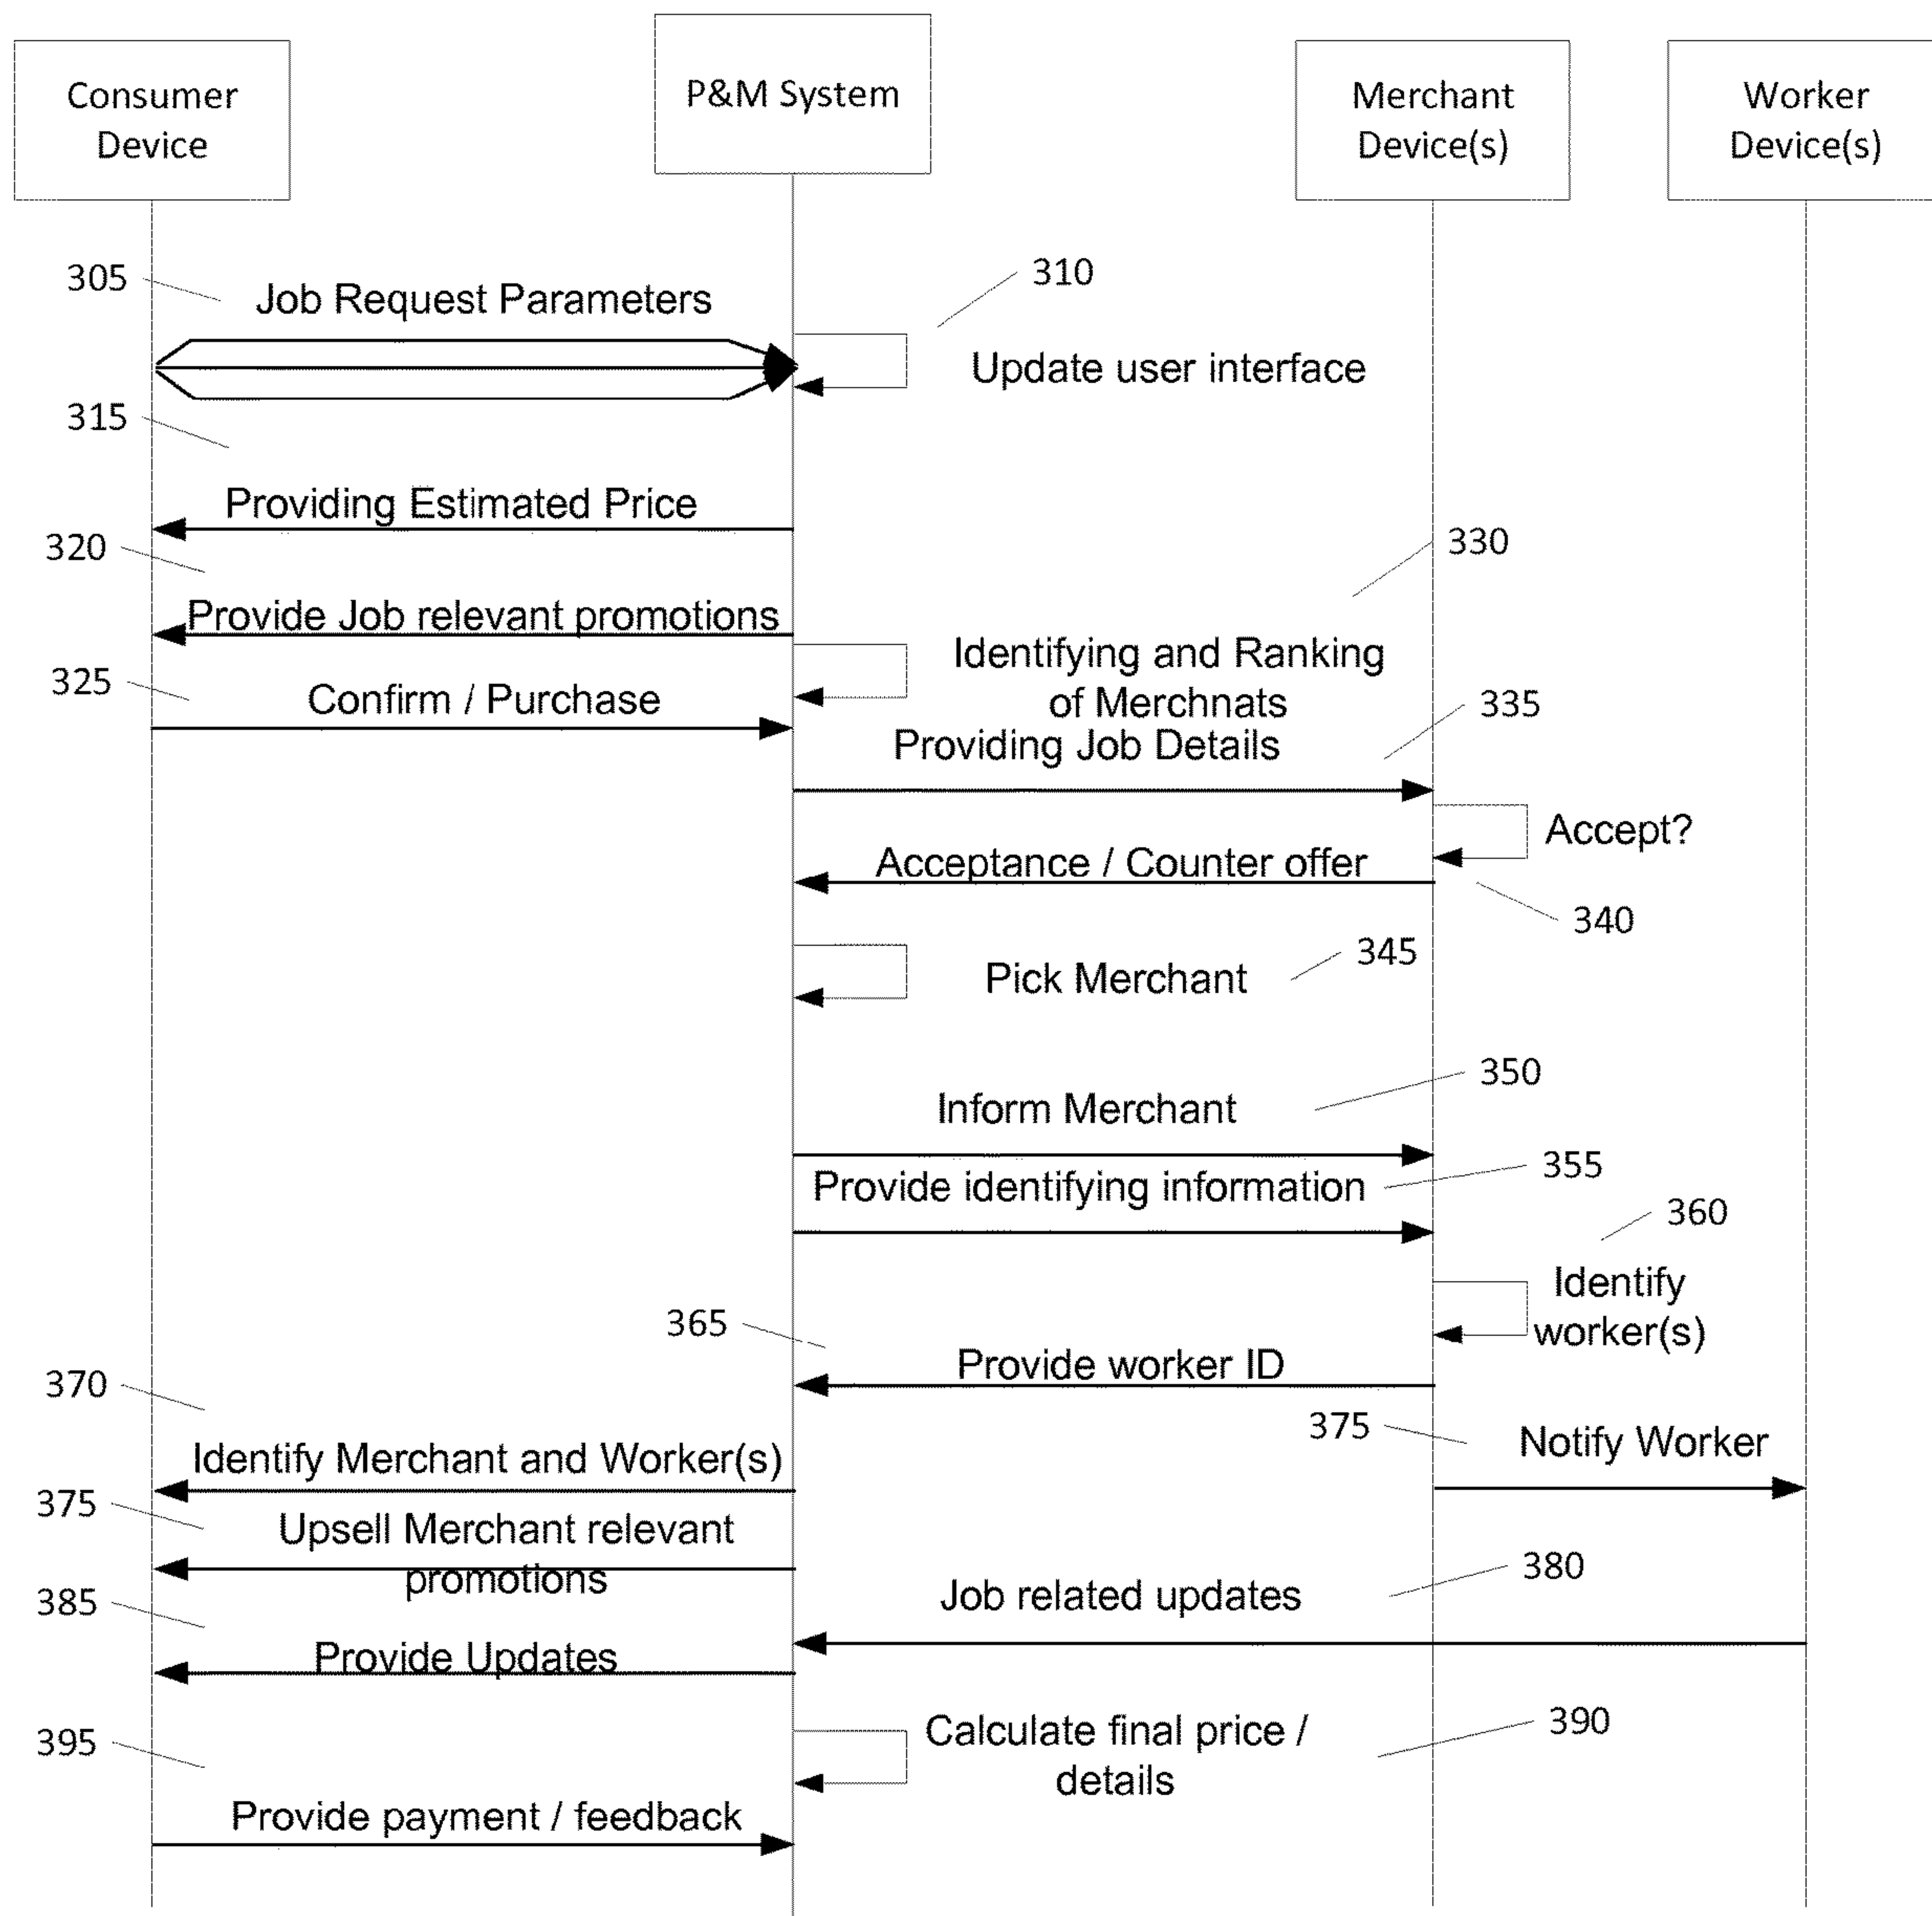 Consumer
Device
P&M System
Merchant
Device(s)
Worker
Device(s)
305
Job Request Parameters
310
Update user interface
315
Providing Estimated Price
320
330
Provide Job relevant promotions
Identifying and Ranking
of Merchnats
325
Confirm / Purchase
335
Providing Job Details
Accept?
Acceptance / Counter offer
340
345
Pick Merchant
350
Inform Merchant
355
Provide identifying information
360
Identify
worker(s)
365
Provide worker ID
370
375
Notify Worker
Identify Merchant and Worker(s)
375
Upsell Merchant relevant
promotions
380
Job related updates
385
Provide Updates
390
Calculate final price /
details
395
Provide payment / feedback